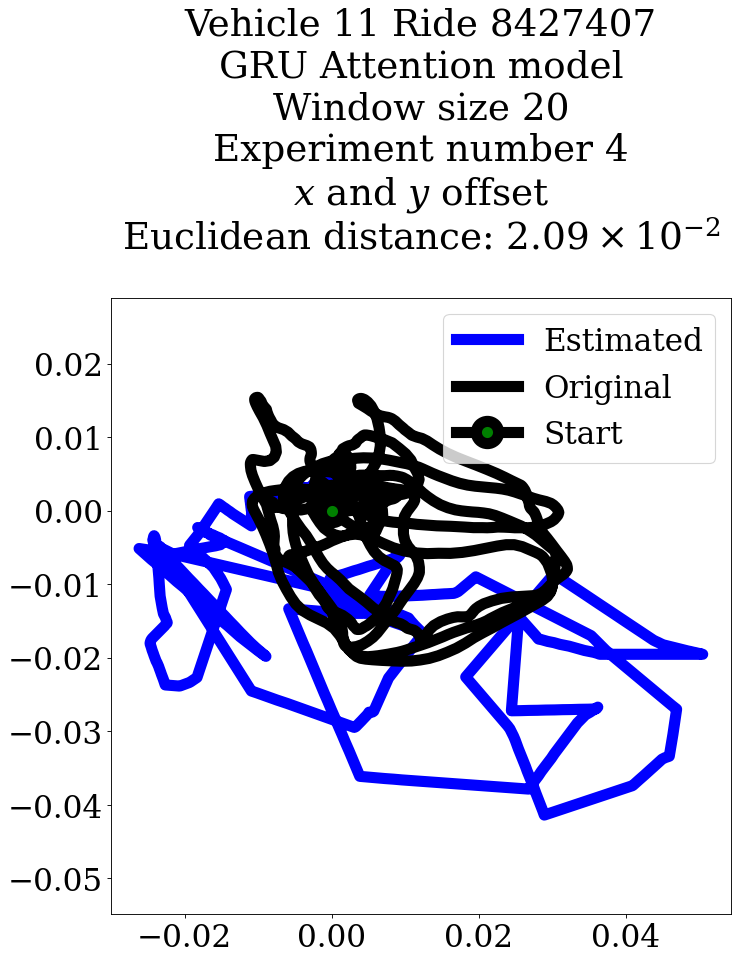 Vehicle 11 Ride 8427407
GRU Attention model
Window size 20
Experiment number 4
x and y offset
Euclidean distance: 2.09 × 10⁻²
Estimated
Original
Start
0.02
0.01
0.00
−0.01
−0.02
−0.03
−0.04
−0.05
−0.02 0.00 0.02 0.04